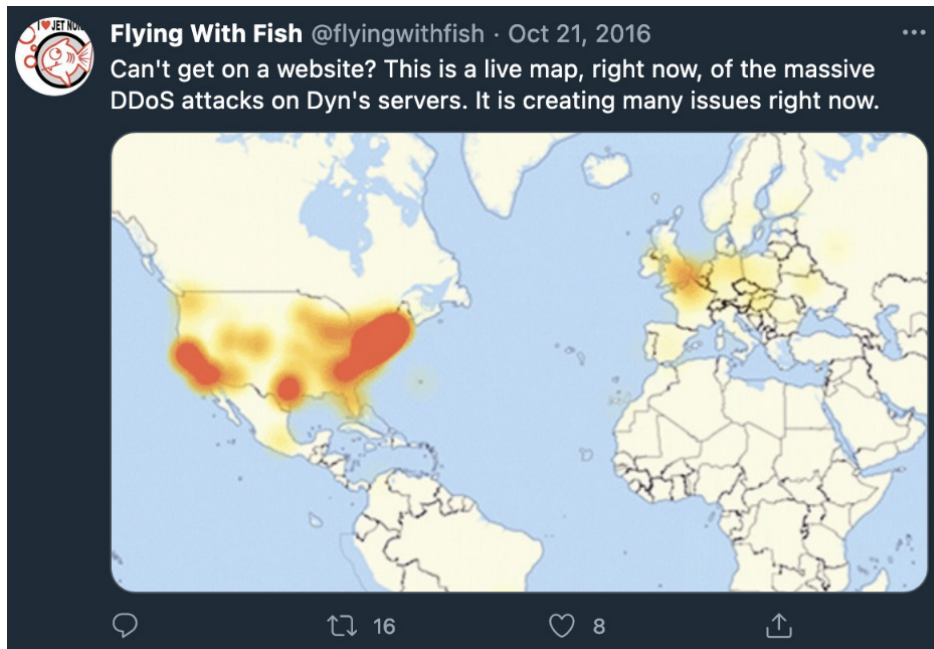 I ♥ JET
Flying With Fish @flyingwithfish · Oct 21, 2016
Can't get on a website? This is a live map, right now, of the massive
DDoS attacks on Dyn's servers. It is creating many issues right now.
16 8